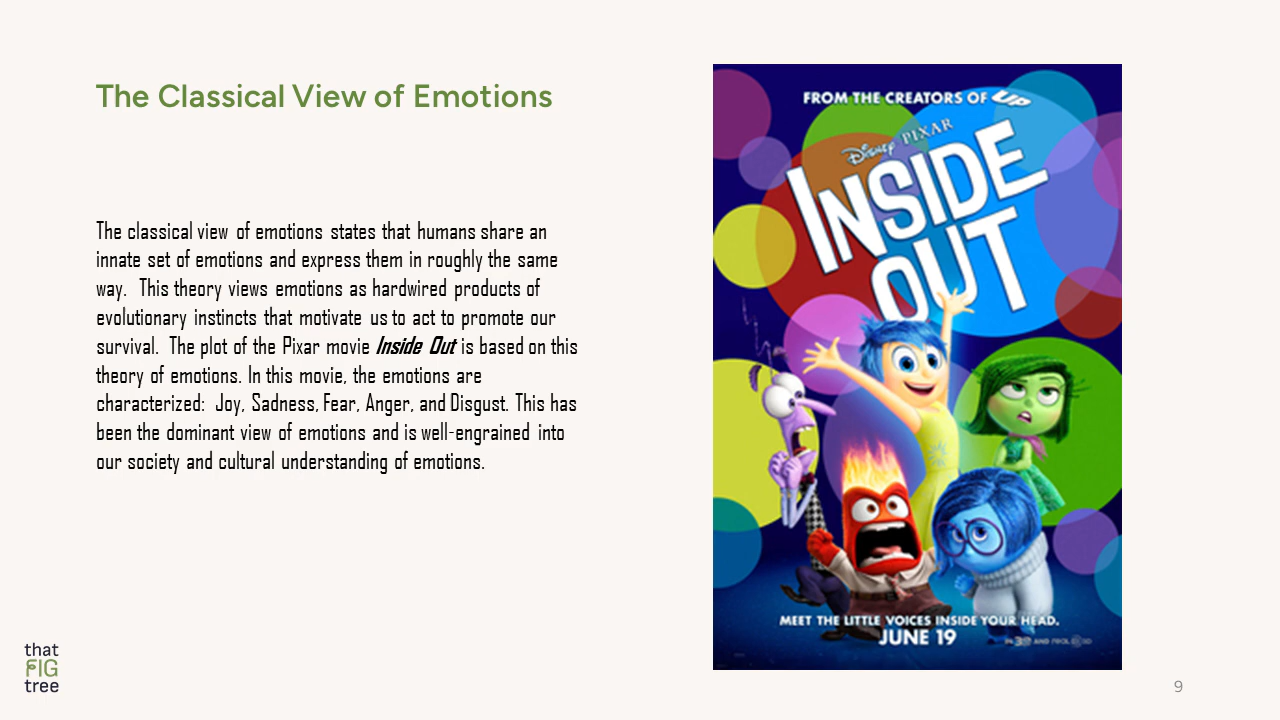 The Classical View of Emotions
The classical view of emotions states that humans share an
innate set of emotions and express them in roughly the same
way.  This theory views emotions as hardwired products of
evolutionary instincts that motivate us to act to promote our
survival.  The plot of the Pixar movie Inside Out is based on this
theory of emotions. In this movie, the emotions are
characterized:  Joy, Sadness, Fear, Anger, and Disgust. This has
been the dominant view of emotions and is well-engrained into
our society and cultural understanding of emotions.
FROM THE CREATORS OF UP
Disney PIXAR
INSIDE
OUT
MEET THE LITTLE VOICES INSIDE YOUR HEAD.
JUNE 19
IN 3D AND
that
FIG
tree
9